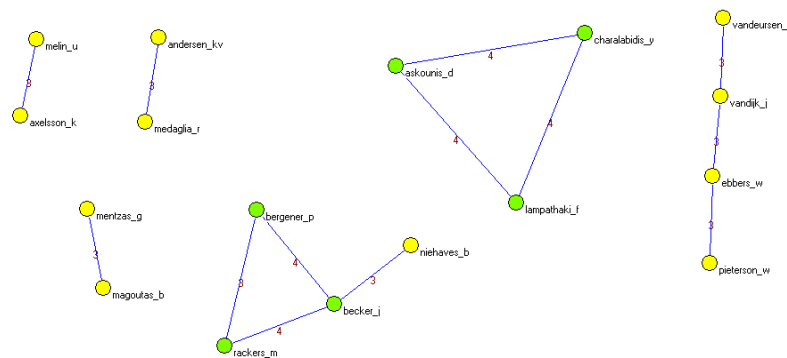 vandeursen_
charalabidis_y
melin_u
andersen_kv
4
askounis_d
3
3
3
vandijk_j
axelsson_k
medaglia_r
4
4
3
ebbers_w
mentzas_g
bergener_p
lampathaki_f
3
niehaves_b
3
4
pieterson_w
3
3
magoutas_b
becker_j
4
rackers_m